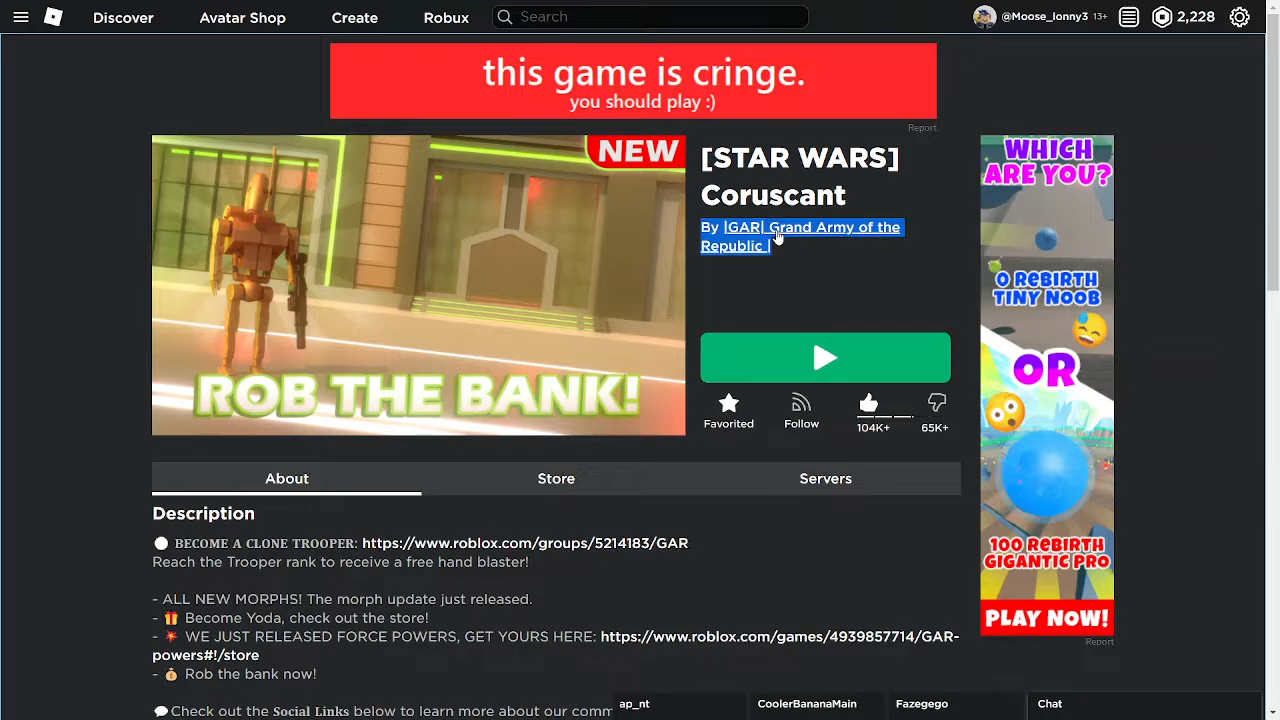 Discover Avatar Shop Create Robux Search @Moose_lonny3 13+ 2,228
this game is cringe.
you should play :)
Report
NEW
ROB THE BANK!
[STAR WARS]
Coruscant
By |GAR| Grand Army of the
Republic |
Favorited Follow 104K+ 65K+
WHICH
ARE YOU?
0 REBIRTH
TINY NOOB
OR
100 REBIRTH
GIGANTIC PRO
PLAY NOW!
Report
About Store Servers
Description
BECOME A CLONE TROOPER: https://www.roblox.com/groups/5214183/GAR
Reach the Trooper rank to receive a free hand blaster!
- ALL NEW MORPHS! The morph update just released.
- 🎁 Become Yoda, check out the store!
- 💥 WE JUST RELEASED FORCE POWERS, GET YOURS HERE: https://www.roblox.com/games/4939857714/GAR-
powers#!/store
- 💰 Rob the bank now!
💬Check out the Social Links below to learn more about our comm
ap_nt CoolerBananaMain Fazegego Chat